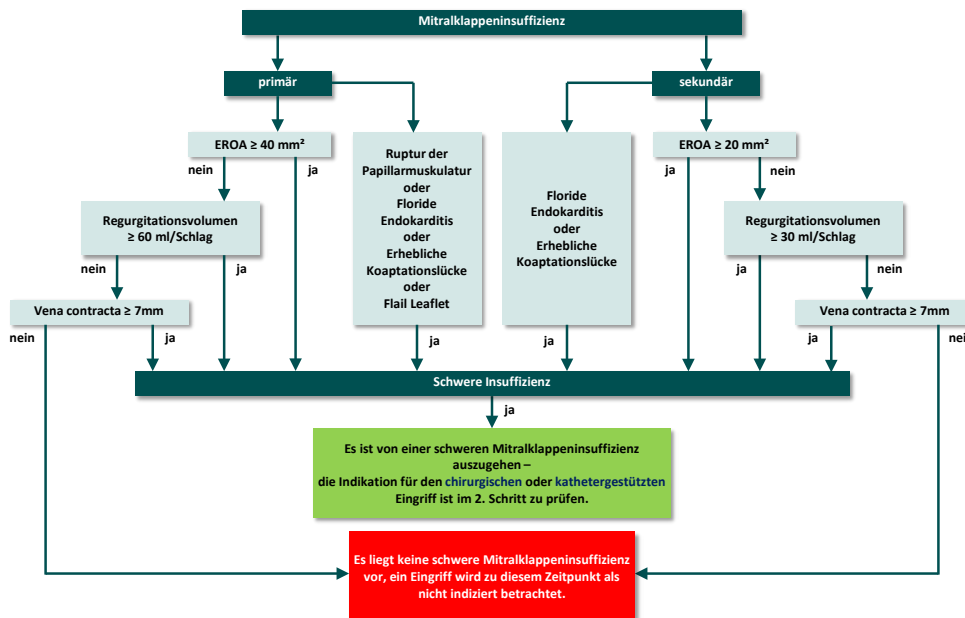 Mitralklappeninsuffizienz
primär
sekundär
EROA ≥ 40 mm²
EROA ≥ 20 mm²
nein
ja
ja
nein
Ruptur der
Papillarmuskulatur
oder
Floride
Endokarditis
oder
Erhebliche
Koaptationslücke
oder
Flail Leaflet
Floride
Endokarditis
oder
Erhebliche
Koaptationslücke
Regurgitationsvolumen
≥ 60 ml/Schlag
Regurgitationsvolumen
≥ 30 ml/Schlag
nein
ja
ja
nein
Vena contracta ≥ 7mm
Vena contracta ≥ 7mm
nein
ja
ja
ja
ja
nei
Schwere Insuffizienz
ja
Es ist von einer schweren Mitralklappeninsuffizienz
auszugehen –
die Indikation für den chirurgischen oder kathetergestützten
Eingriff ist im 2. Schritt zu prüfen.
Es liegt keine schwere Mitralklappeninsuffizienz
vor, ein Eingriff wird zu diesem Zeitpunkt als
nicht indiziert betrachtet.